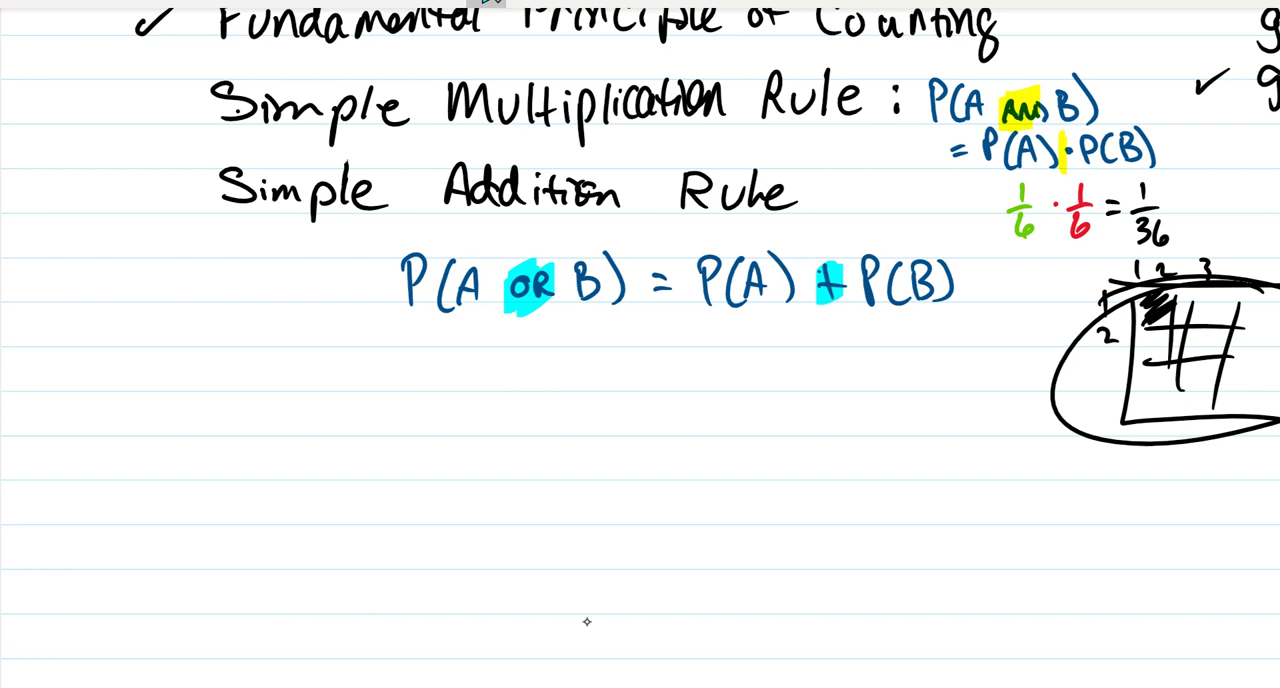 ✓ Fundamental Principle of Counting
Simple Multiplication Rule : P(A AND B)
= P(A) · P(B)
Simple Addition Rule
1/6 · 1/6 = 1/36
P(A OR B) = P(A) + P(B)
1 2 3
1
2
✓ g